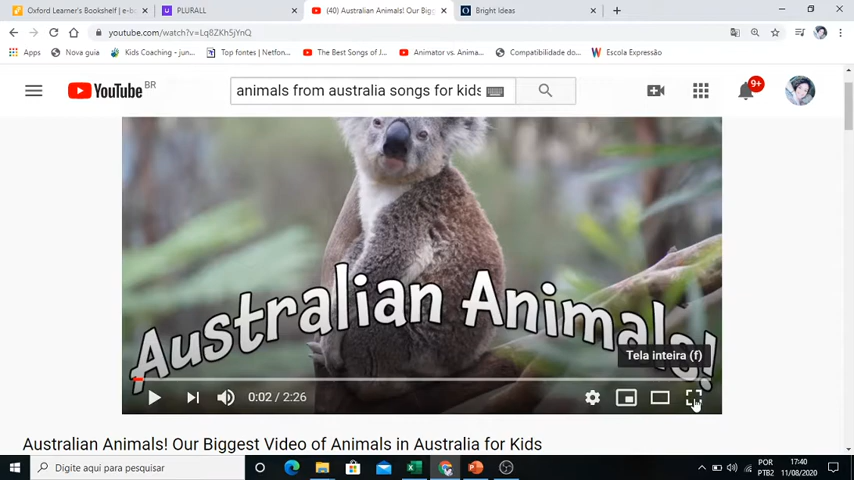 Oxford Learner's Bookshelf | e-b
PLURALL
(40) Australian Animals! Our Bigg
Bright Ideas
youtube.com/watch?v=Lq8ZKh5jYnQ
Apps
Nova guia
Kids Coaching - jun...
Top fontes | Netfon...
The Best Songs of J...
Animator vs. Anima...
Compatibilidade do...
Escola Expressão
YouTube BR
animals from australia songs for kids
9+
Australian Animals!
Tela inteira (f)
0:02 / 2:26
Australian Animals! Our Biggest Video of Animals in Australia for Kids
Digite aqui para pesquisar
POR
PTB2
17:40
11/08/2020